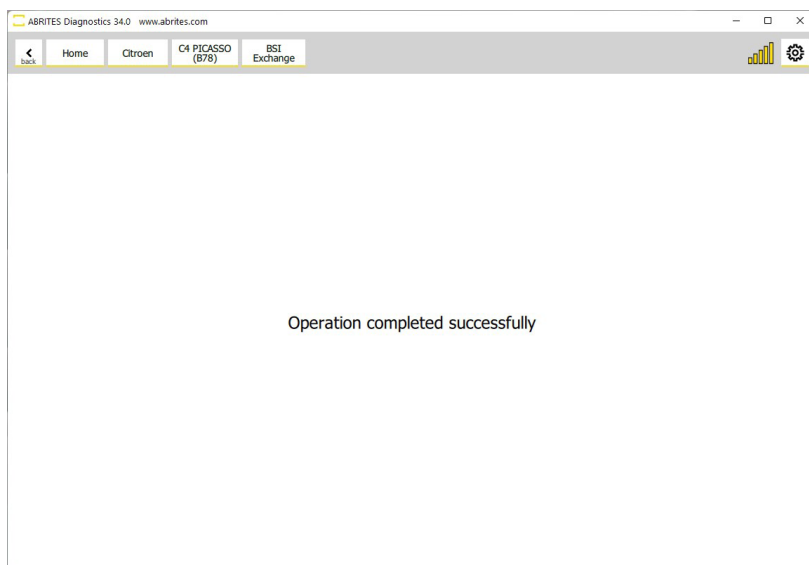 ABRITES Diagnostics 34.0 www.abrites.com
back
Home
Citroen
C4 PICASSO
(B78)
BSI
Exchange
Operation completed successfully